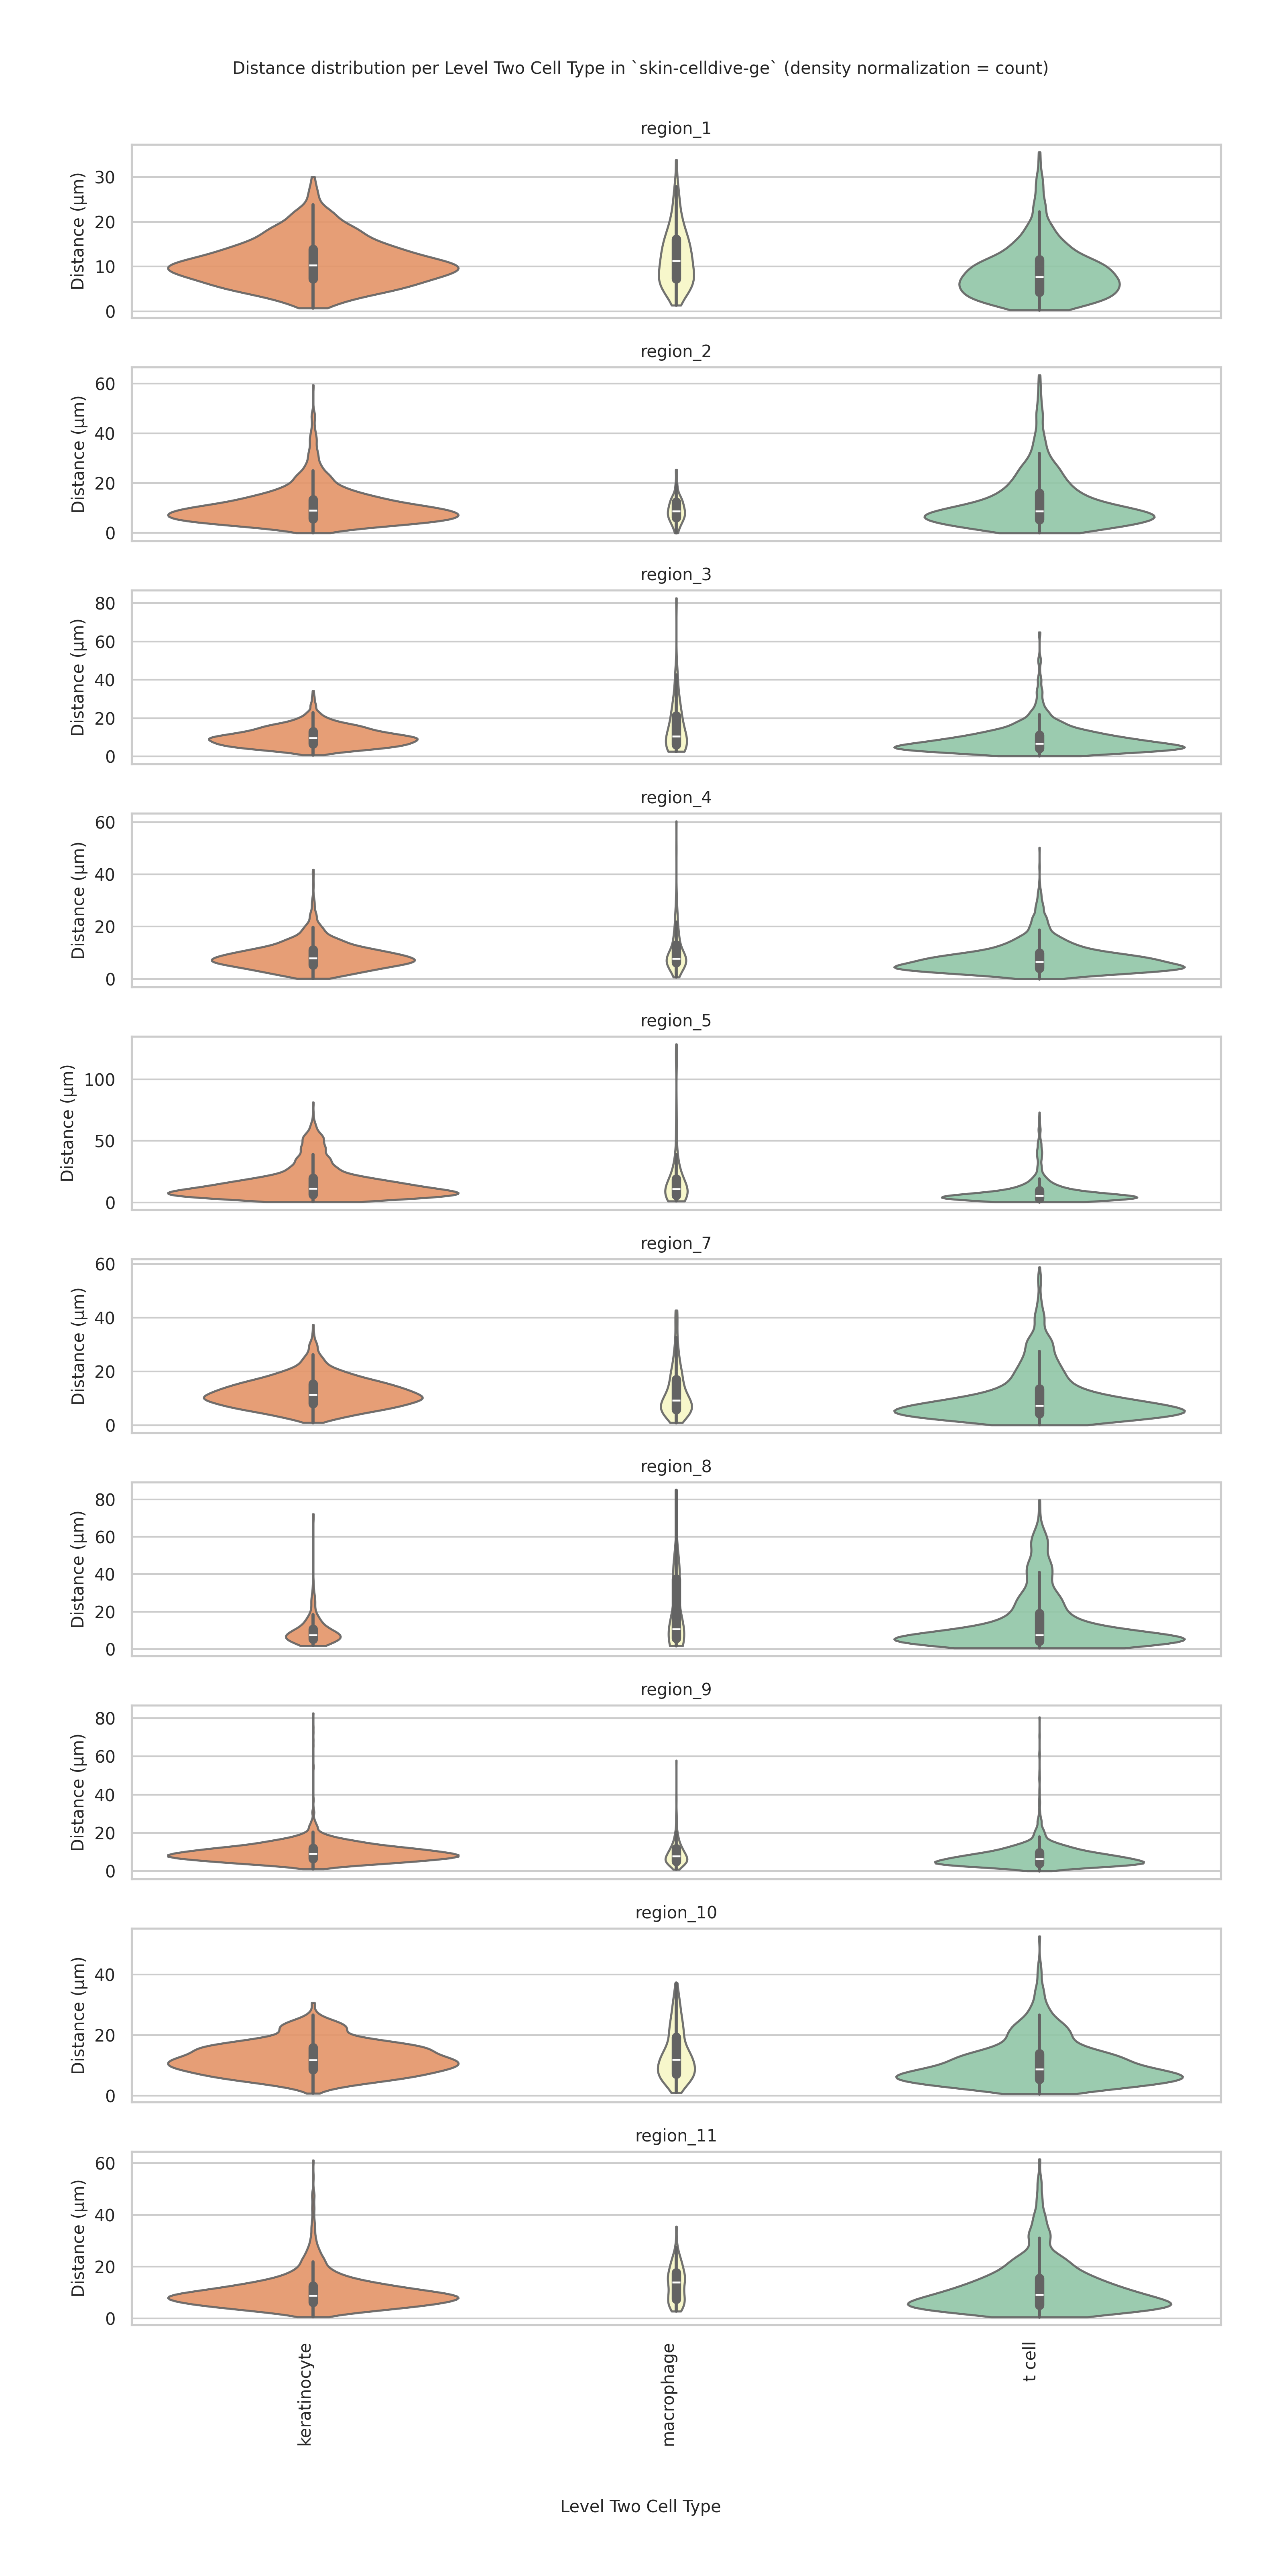 Distance distribution per Level Two Cell Type in `skin-celldive-ge` (density normalization = count)
region_1
Distance (µm)
30
20
10
0
region_2
Distance (µm)
60
40
20
0
region_3
Distance (µm)
80
60
40
20
0
region_4
Distance (µm)
60
40
20
0
region_5
Distance (µm)
100
50
0
region_7
Distance (µm)
60
40
20
0
region_8
Distance (µm)
80
60
40
20
0
region_9
Distance (µm)
80
60
40
20
0
region_10
Distance (µm)
40
20
0
region_11
Distance (µm)
60
40
20
0
keratinocyte
macrophage
t cell
Level Two Cell Type